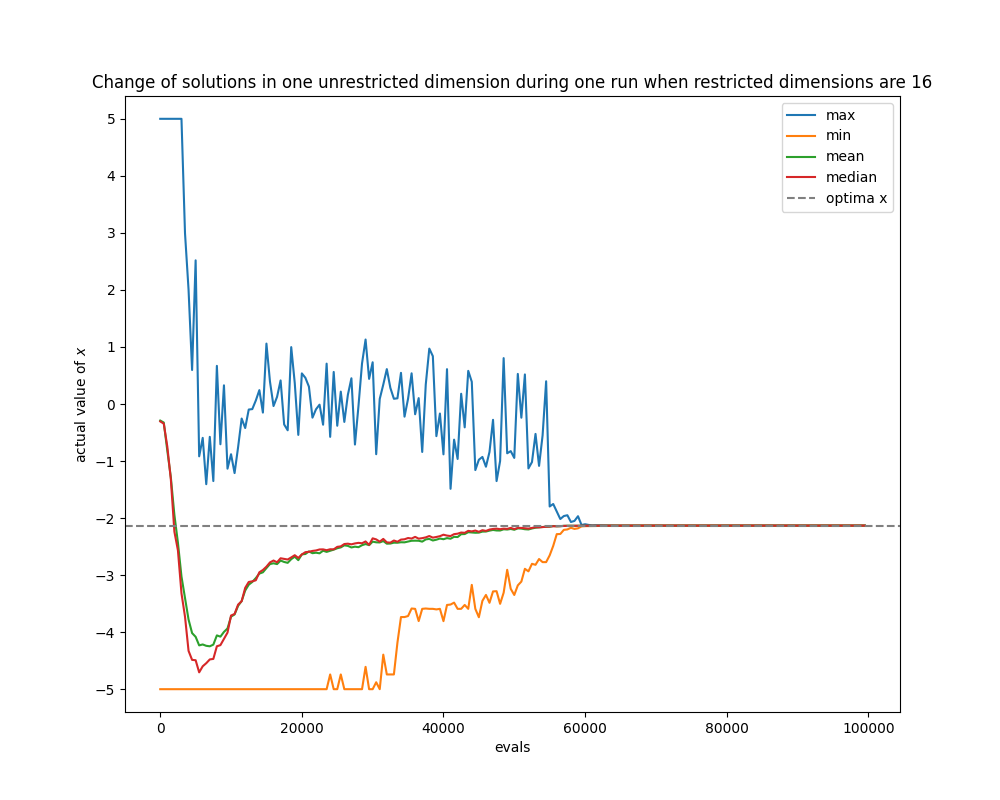 Change of solutions in one unrestricted dimension during one run when restricted dimensions are 16
max
min
mean
median
optima x
5
4
3
2
1
0
−1
−2
−3
−4
−5
actual value of x
0 20000 40000 60000 80000 100000
evals